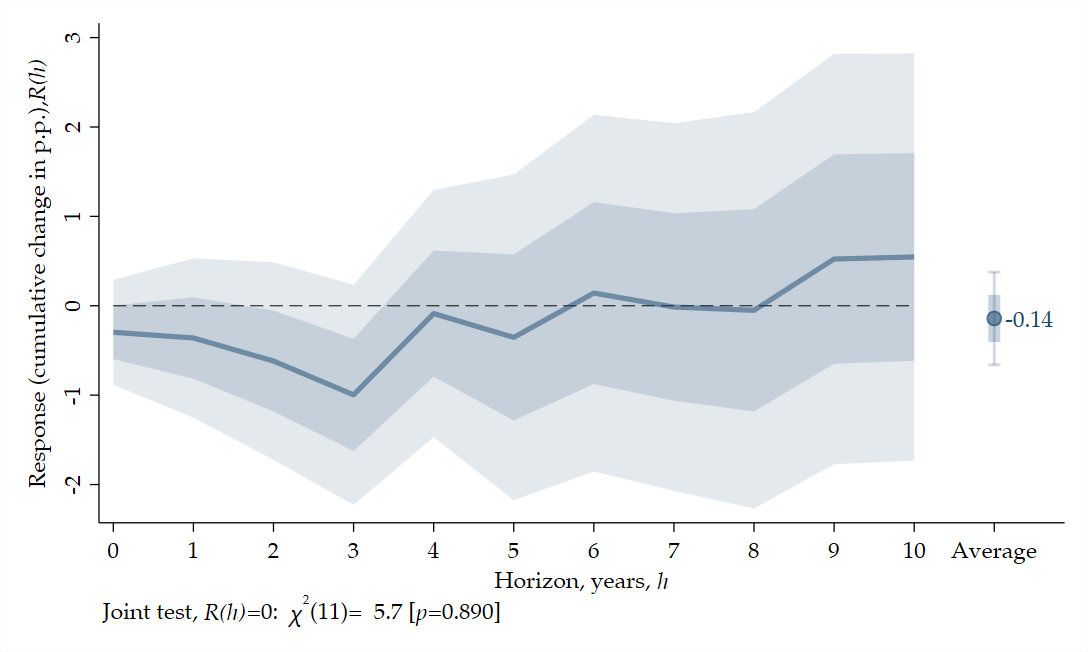 Response (cumulative change in p.p.),R(h)
3
2
1
0
-1
-2
-0.14
0 1 2 3 4 5 6 7 8 9 10 Average
Horizon, years, h
Joint test, R(h)=0: χ²(11)= 5.7 [p=0.890]